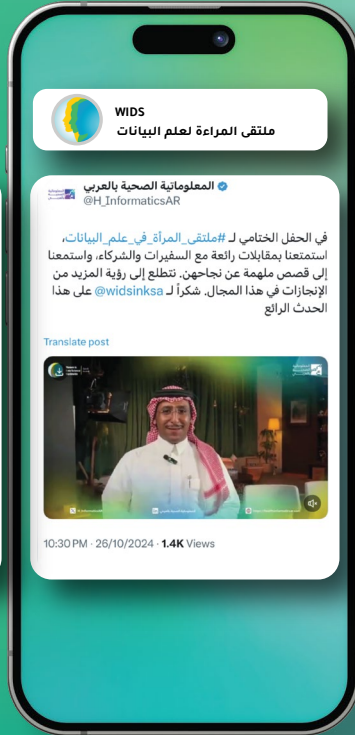 WIDS
ملتقى المراءة لعلم البيانات
المعلوماتية الصحية بالعربي
@H_InformaticsAR
في الحفل الختامي لـ #ملتقى_المرأة_في_علم_البيانات،
استمتعنا بمقابلات رائعة مع السفيرات والشركاء، واستمعنا
إلى قصص ملهمة عن نجاحهن. نتطلع إلى رؤية المزيد من
الإنجازات في هذا المجال. شكراً لـ @widsinksa على هذا
الحدث الرائع
Translate post
10:30 PM · 26/10/2024 · 1.4K Views